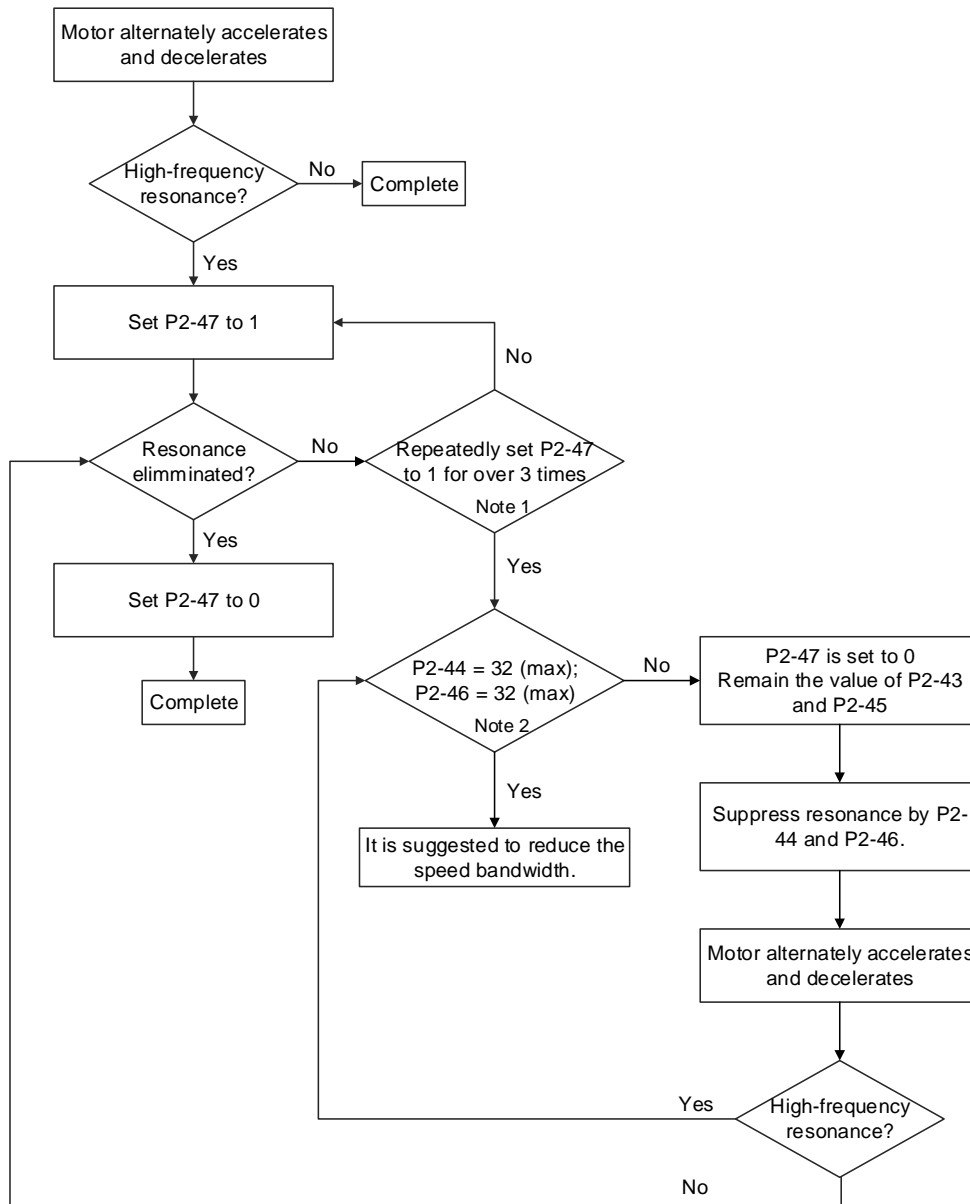 Motor alternately accelerates
and decelerates
High-frequency
resonance?
No
Complete
Yes
Set P2-47 to 1
No
Resonance
elimminated?
No
Repeatedly set P2-47
to 1 for over 3 times
Note 1
Yes
Yes
Set P2-47 to 0
Complete
P2-44 = 32 (max);
P2-46 = 32 (max)
Note 2
No
P2-47 is set to 0
Remain the value of P2-43
and P2-45
Yes
It is suggested to reduce the
speed bandwidth.
Suppress resonance by P2-
44 and P2-46.
Motor alternately accelerates
and decelerates
Yes
High-frequency
resonance?
No